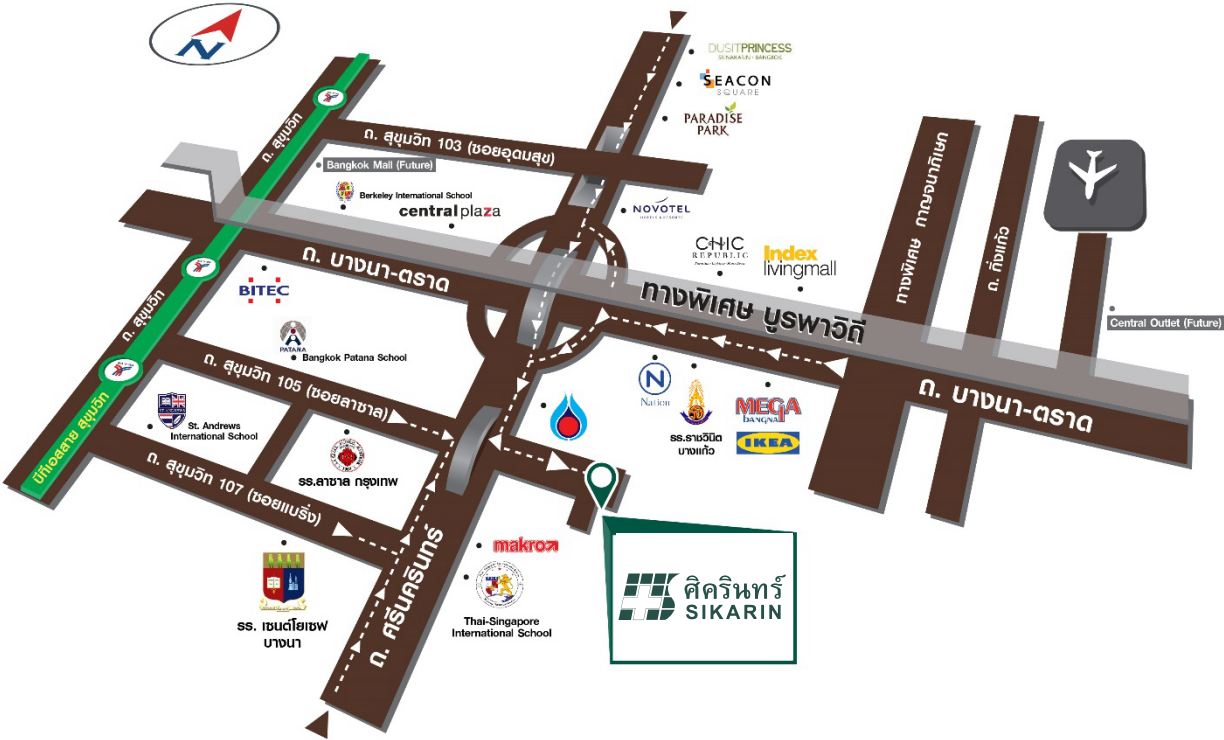 N
DUSIT PRINCESS
SRINAKARIN • BANGKOK
SEACON
SQUARE
PARADISE
PARK
ถ. สุขุมวิท
ถ. สุขุมวิท 103 (ซอยอุดมสุข)
Bangkok Mall (Future)
Berkeley International School
centralplaza
NOVOTEL
HOTELS & RESORTS
CHIC
REPUBLIC
Index
livingmall
ทางพิเศษ กาญจนาภิเษก
ถ. กิ่งแก้ว
ถ. บางนา-ตราด
ทางพิเศษ บูรพาวิถี
Central Outlet (Future)
BITEC
PATANA
Bangkok Patana School
ถ. สุขุมวิท
ถ. สุขุมวิท 105 (ซอยลาซาล)
N
Nation
รร.ราชวินิต
บางแก้ว
MEGA
BANGNA
IKEA
ถ. บางนา-ตราด
St. Andrews
International School
รร.ลาซาล กรุงเทพ
บีทีเอสสาย สุขุมวิท
ถ. สุขุมวิท 107 (ซอยแบริ่ง)
รร. เซนต์โยเซฟ
บางนา
ถ. ศรีนครินทร์
makro
Thai-Singapore
International School
ศิครินทร์
SIKARIN